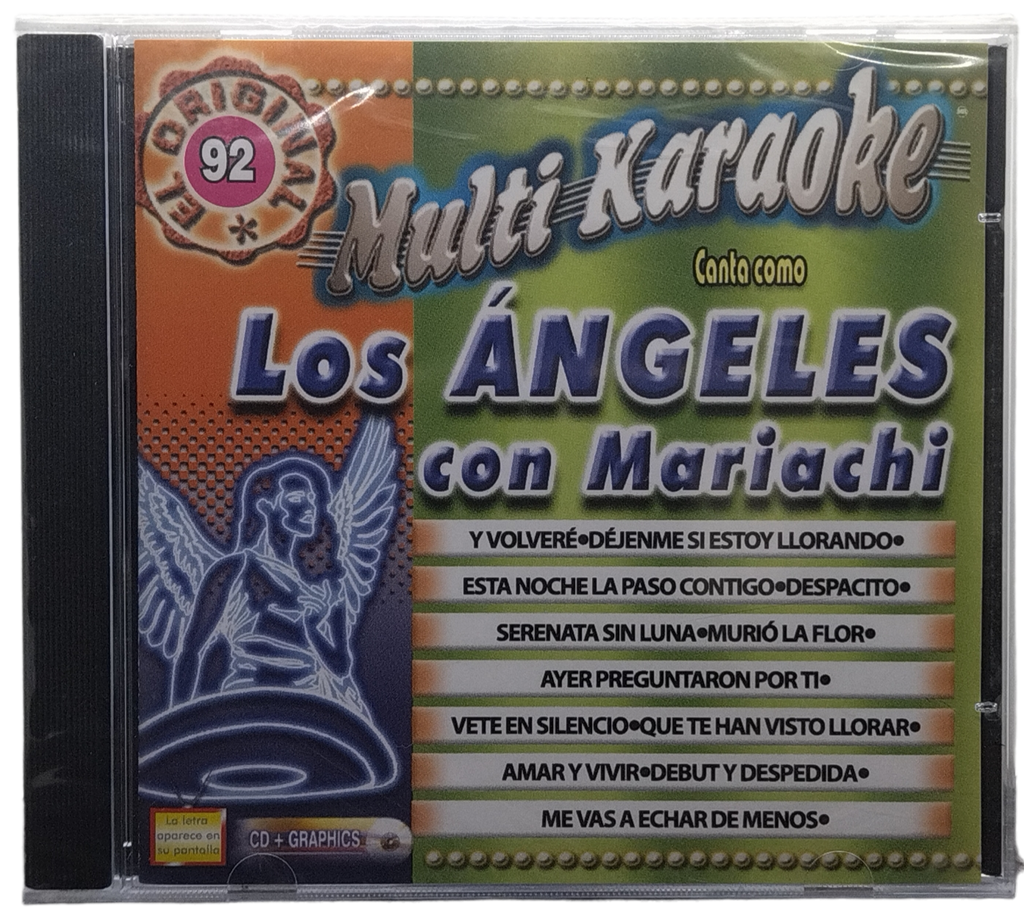 EL ORIGINAL *
92
Multi Karaoke
Canta como
Los ÁNGELES
con Mariachi
Y VOLVERÉ•DÉJENME SI ESTOY LLORANDO•
ESTA NOCHE LA PASO CONTIGO•DESPACITO•
SERENATA SIN LUNA•MURIÓ LA FLOR•
AYER PREGUNTARON POR TI•
VETE EN SILENCIO•QUE TE HAN VISTO LLORAR•
AMAR Y VIVIR•DEBUT Y DESPEDIDA•
ME VAS A ECHAR DE MENOS•
La letra
aparece en
su pantalla
CD + GRAPHICS